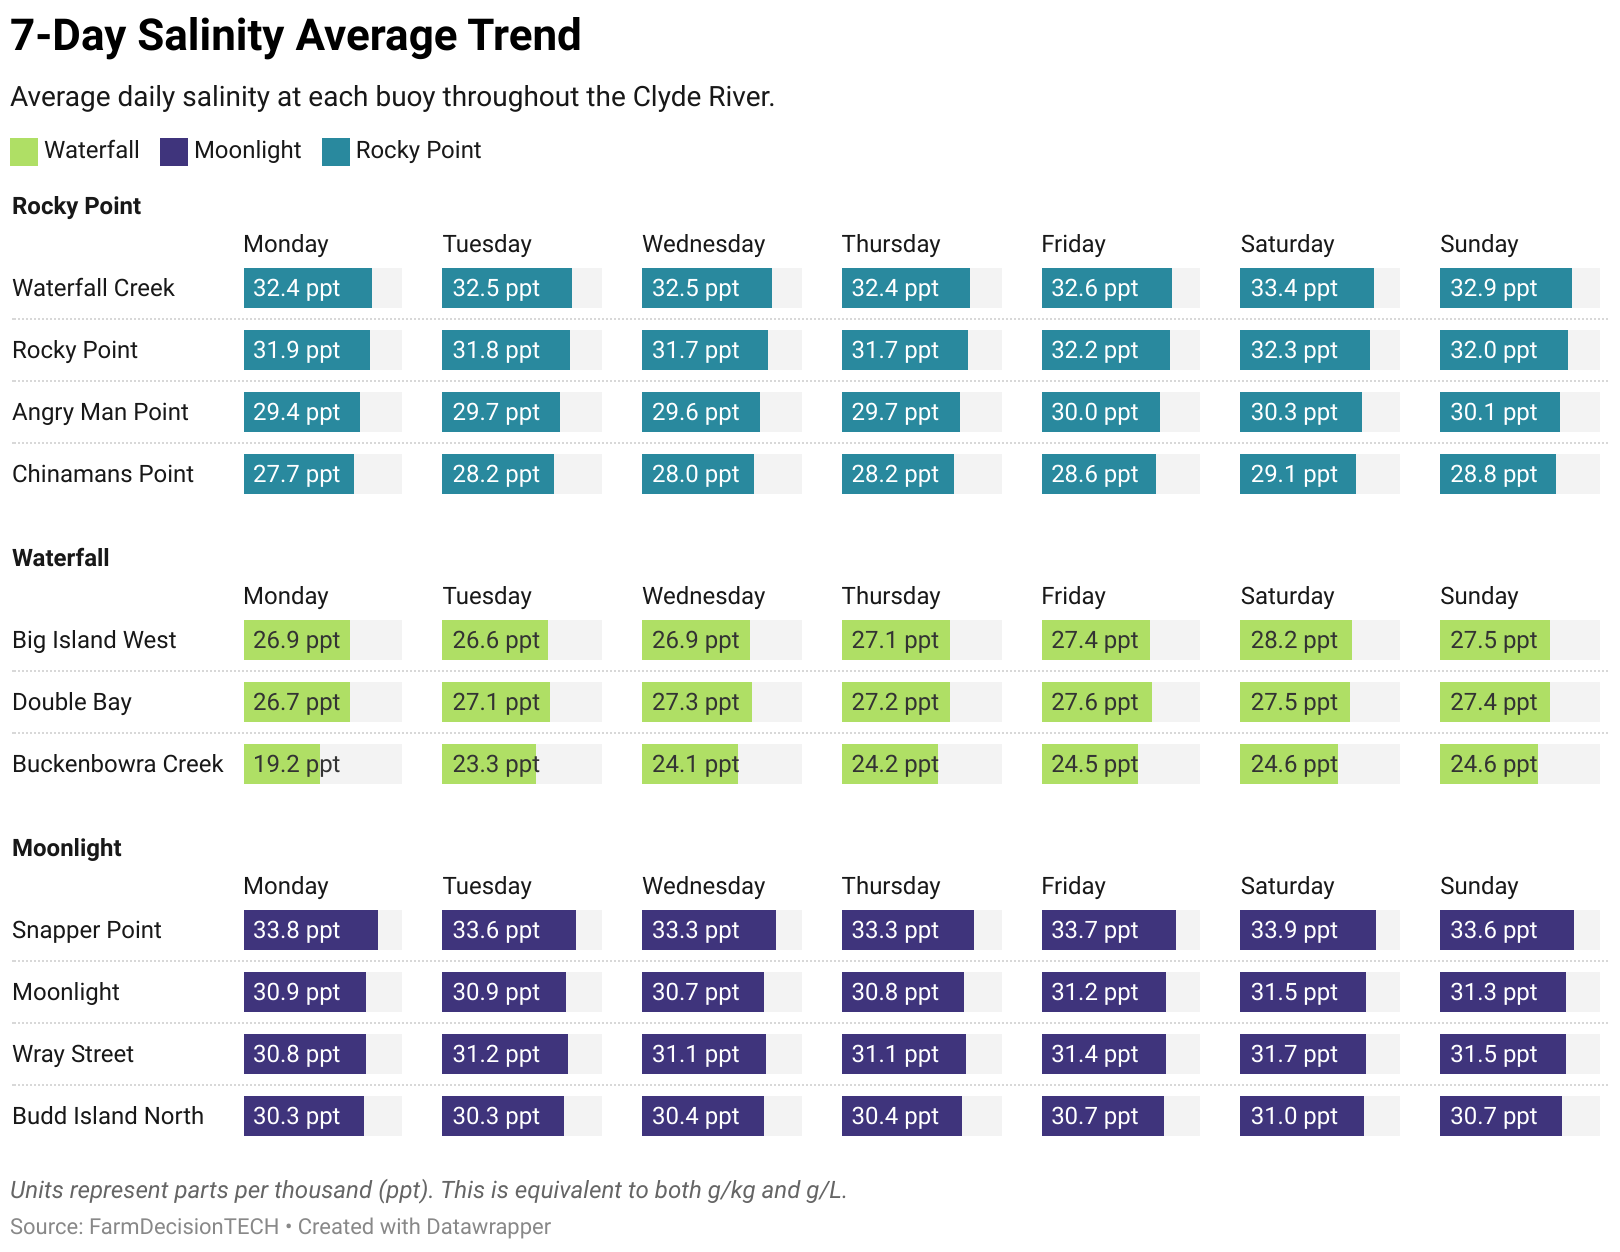 7-Day Salinity Average Trend
Average daily salinity at each buoy throughout the Clyde River.
Waterfall Moonlight Rocky Point
Rocky Point
Monday Tuesday Wednesday Thursday Friday Saturday Sunday
Waterfall Creek 32.4 ppt 32.5 ppt 32.5 ppt 32.4 ppt 32.6 ppt 33.4 ppt 32.9 ppt
Rocky Point 31.9 ppt 31.8 ppt 31.7 ppt 31.7 ppt 32.2 ppt 32.3 ppt 32.0 ppt
Angry Man Point 29.4 ppt 29.7 ppt 29.6 ppt 29.7 ppt 30.0 ppt 30.3 ppt 30.1 ppt
Chinamans Point 27.7 ppt 28.2 ppt 28.0 ppt 28.2 ppt 28.6 ppt 29.1 ppt 28.8 ppt
Waterfall
Monday Tuesday Wednesday Thursday Friday Saturday Sunday
Big Island West 26.9 ppt 26.6 ppt 26.9 ppt 27.1 ppt 27.4 ppt 28.2 ppt 27.5 ppt
Double Bay 26.7 ppt 27.1 ppt 27.3 ppt 27.2 ppt 27.6 ppt 27.5 ppt 27.4 ppt
Buckenbowra Creek 19.2 ppt 23.3 ppt 24.1 ppt 24.2 ppt 24.5 ppt 24.6 ppt 24.6 ppt
Moonlight
Monday Tuesday Wednesday Thursday Friday Saturday Sunday
Snapper Point 33.8 ppt 33.6 ppt 33.3 ppt 33.3 ppt 33.7 ppt 33.9 ppt 33.6 ppt
Moonlight 30.9 ppt 30.9 ppt 30.7 ppt 30.8 ppt 31.2 ppt 31.5 ppt 31.3 ppt
Wray Street 30.8 ppt 31.2 ppt 31.1 ppt 31.1 ppt 31.4 ppt 31.7 ppt 31.5 ppt
Budd Island North 30.3 ppt 30.3 ppt 30.4 ppt 30.4 ppt 30.7 ppt 31.0 ppt 30.7 ppt
Units represent parts per thousand (ppt). This is equivalent to both g/kg and g/L.
Source: FarmDecisionTECH • Created with Datawrapper